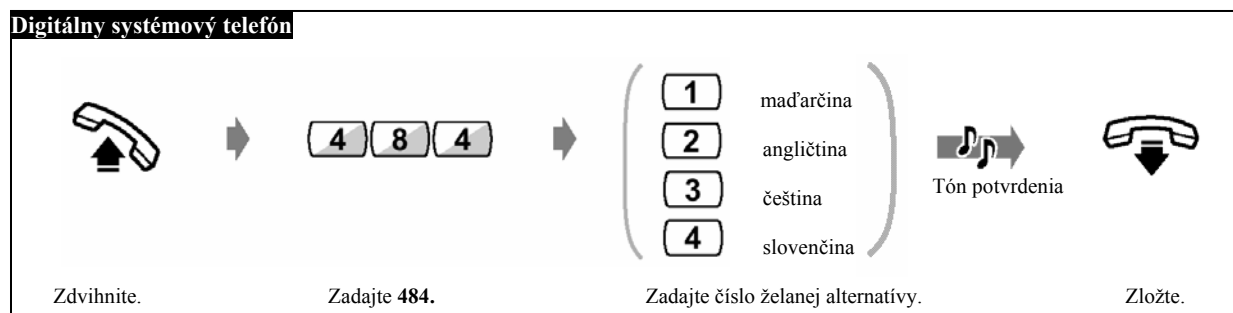 Digitálny systémový telefón
4 8 4
1 maďarčina
2 angličtina
3 čeština
4 slovenčina
Tón potvrdenia
Zdvihnite.
Zadajte 484.
Zadajte číslo želanej alternatívy.
Zložte.